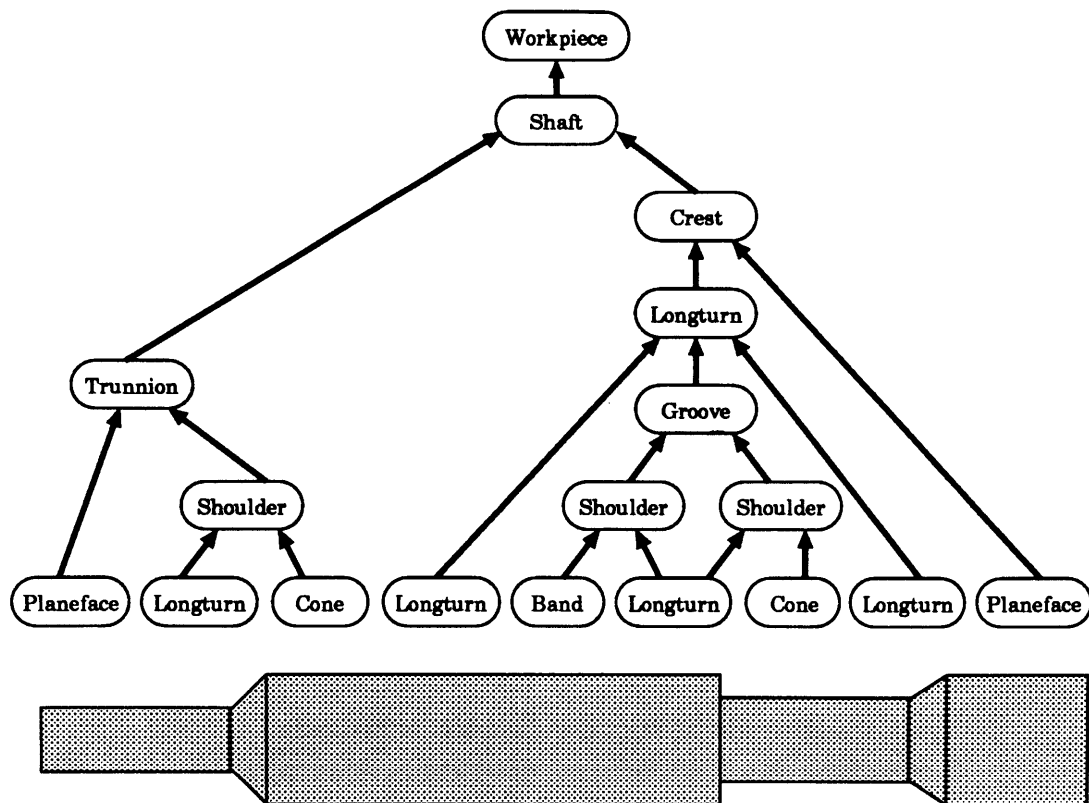 Workpiece
Shaft
Crest
Longturn
Trunnion
Groove
Shoulder Shoulder Shoulder
Planeface Longturn Cone Longturn Band Longturn Cone Longturn Planeface